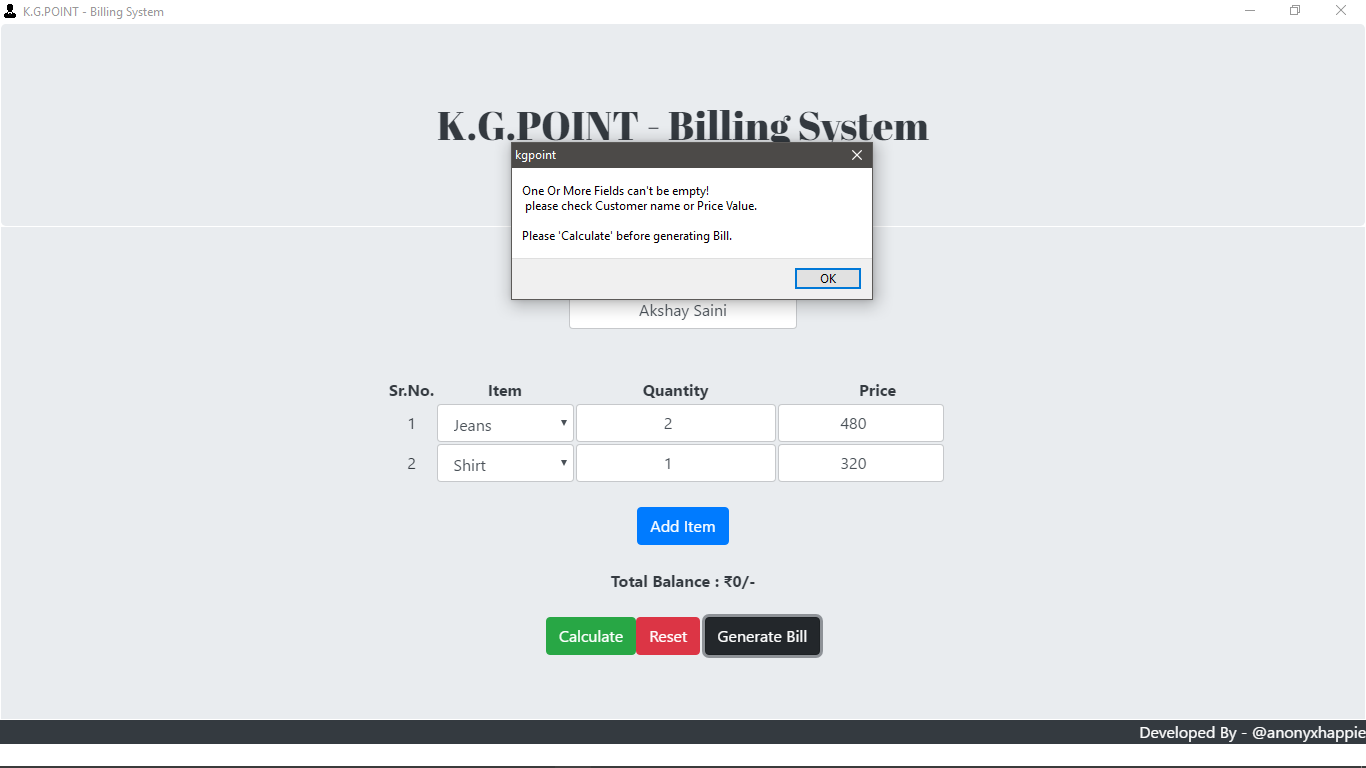 K.G.POINT - Billing System
K.G.POINT - Billing System
kgpoint
One Or More Fields can't be empty!
please check Customer name or Price Value.
Please 'Calculate' before generating Bill.
OK
Akshay Saini
Sr.No. Item Quantity Price
1 Jeans 2 480
2 Shirt 1 320
Add Item
Total Balance : ₹0/-
Calculate Reset Generate Bill
Developed By - @anonyxhappie